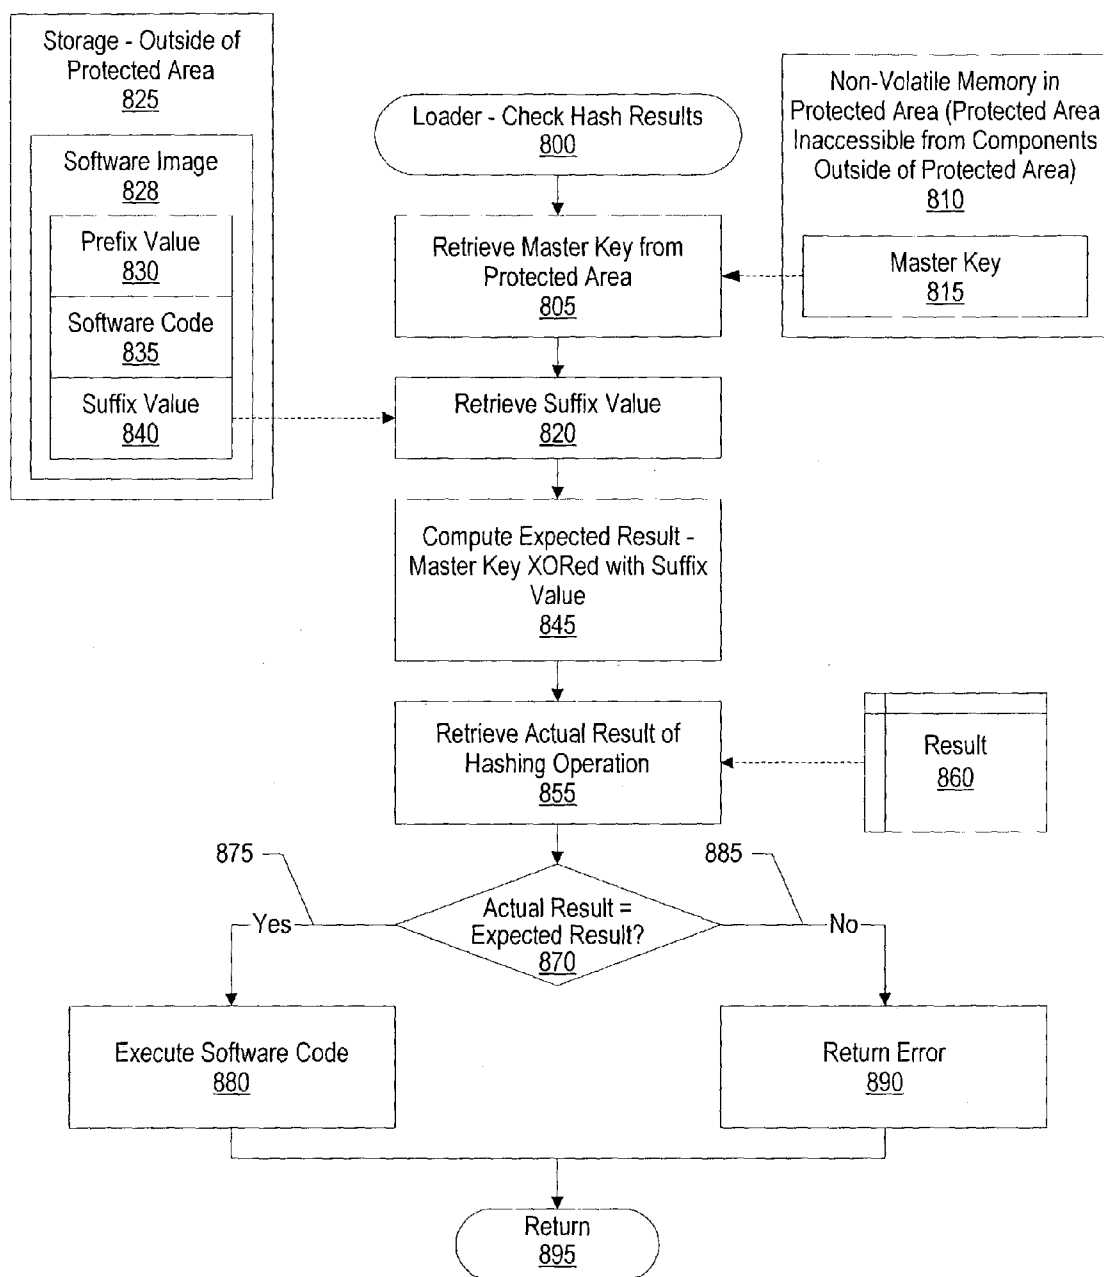 Storage - Outside of
Protected Area
825
Software Image
828
Prefix Value
830
Software Code
835
Suffix Value
840
Loader - Check Hash Results
800
Non-Volatile Memory in
Protected Area (Protected Area
Inaccessible from Components
Outside of Protected Area)
810
Master Key
815
Retrieve Master Key from
Protected Area
805
Retrieve Suffix Value
820
Compute Expected Result -
Master Key XORed with Suffix
Value
845
Retrieve Actual Result of
Hashing Operation
855
Result
860
875
885
Actual Result =
Expected Result?
870
Yes
No
Execute Software Code
880
Return Error
890
Return
895